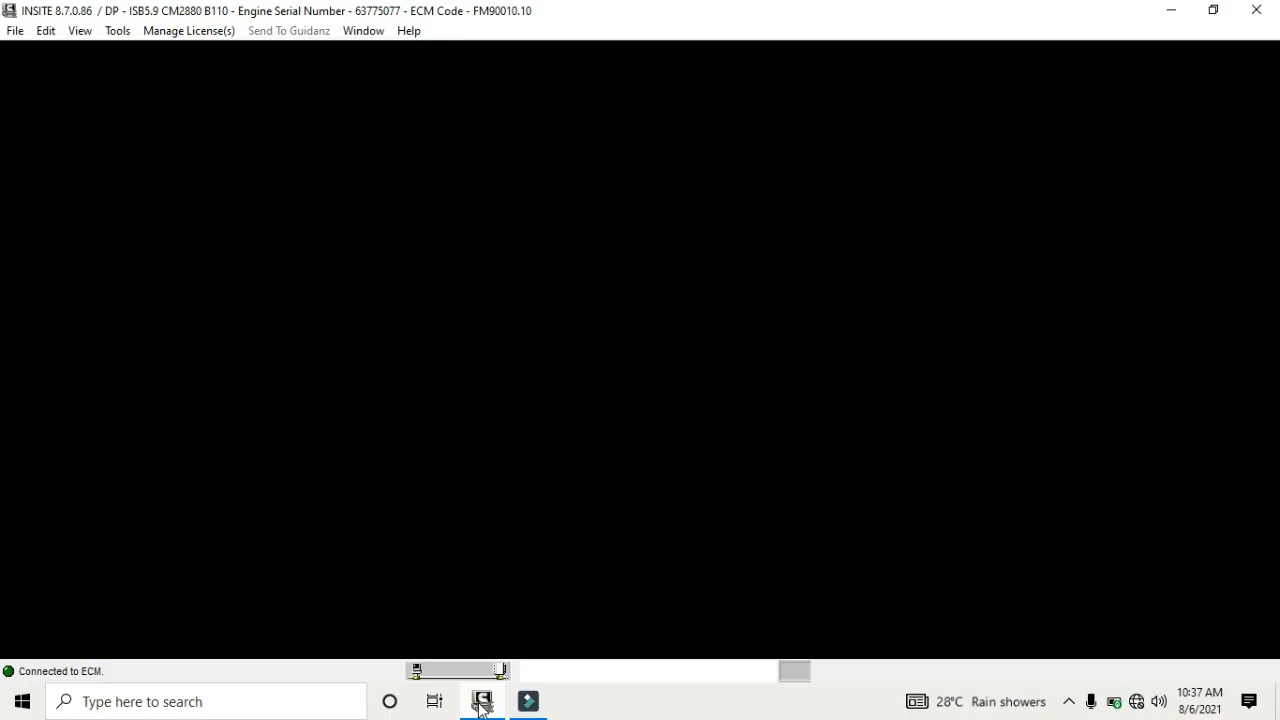 INSITE 8.7.0.86 / DP - ISB5.9 CM2880 B110 - Engine Serial Number - 63775077 - ECM Code - FM90010.10
File Edit View Tools Manage License(s) Send To Guidanz Window Help
Connected to ECM.
Type here to search
28°C Rain showers
10:37 AM
8/6/2021